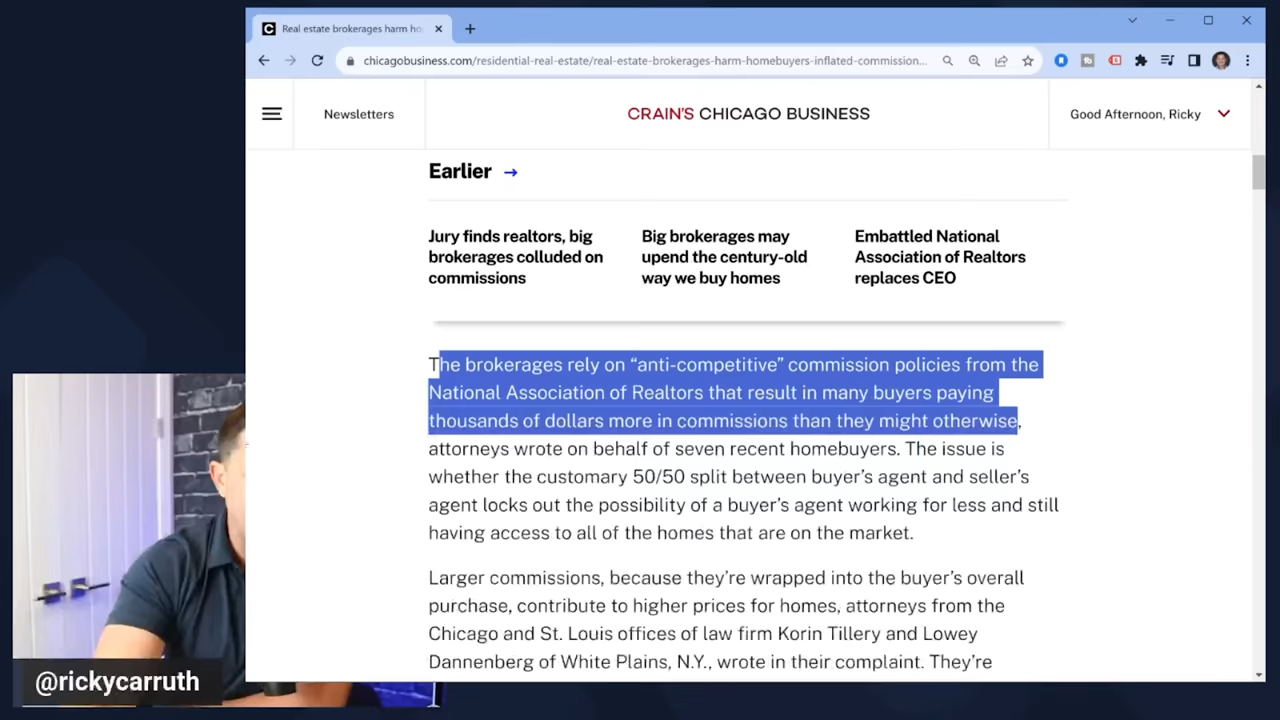 Real estate brokerages harm ho
chicagobusiness.com/residential-real-estate/real-estate-brokerages-harm-homebuyers-inflated-commission...
Newsletters
CRAIN'S CHICAGO BUSINESS
Good Afternoon, Ricky
Earlier →
Jury finds realtors, big
brokerages colluded on
commissions
Big brokerages may
upend the century-old
way we buy homes
Embattled National
Association of Realtors
replaces CEO
The brokerages rely on “anti-competitive” commission policies from the
National Association of Realtors that result in many buyers paying
thousands of dollars more in commissions than they might otherwise,
attorneys wrote on behalf of seven recent homebuyers. The issue is
whether the customary 50/50 split between buyer’s agent and seller’s
agent locks out the possibility of a buyer’s agent working for less and still
having access to all of the homes that are on the market.
Larger commissions, because they’re wrapped into the buyer’s overall
purchase, contribute to higher prices for homes, attorneys from the
Chicago and St. Louis offices of law firm Korin Tillery and Lowey
Dannenberg of White Plains, N.Y., wrote in their complaint. They’re
@rickycarruth